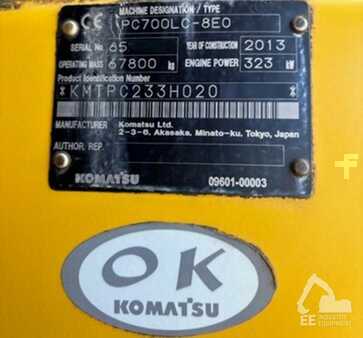 MACHINE DESIGNATION / TYPE
CE PC700LC-8E0
SERIAL No. 65 YEAR OF CONSTRUCTION 2013
OPERATING MASS 67800 kg ENGINE POWER 323 kW
Product Identification Number
*KMTPC233H020 *
MANUFACTURER Komatsu Ltd.
2-3-6, Akasaka, Minato-ku, Tokyo, Japan
AUTHOR. REP.
KOMATSU 09601-00003
OK
KOMATSU
EE INDUSTRIE EQUIPMENT